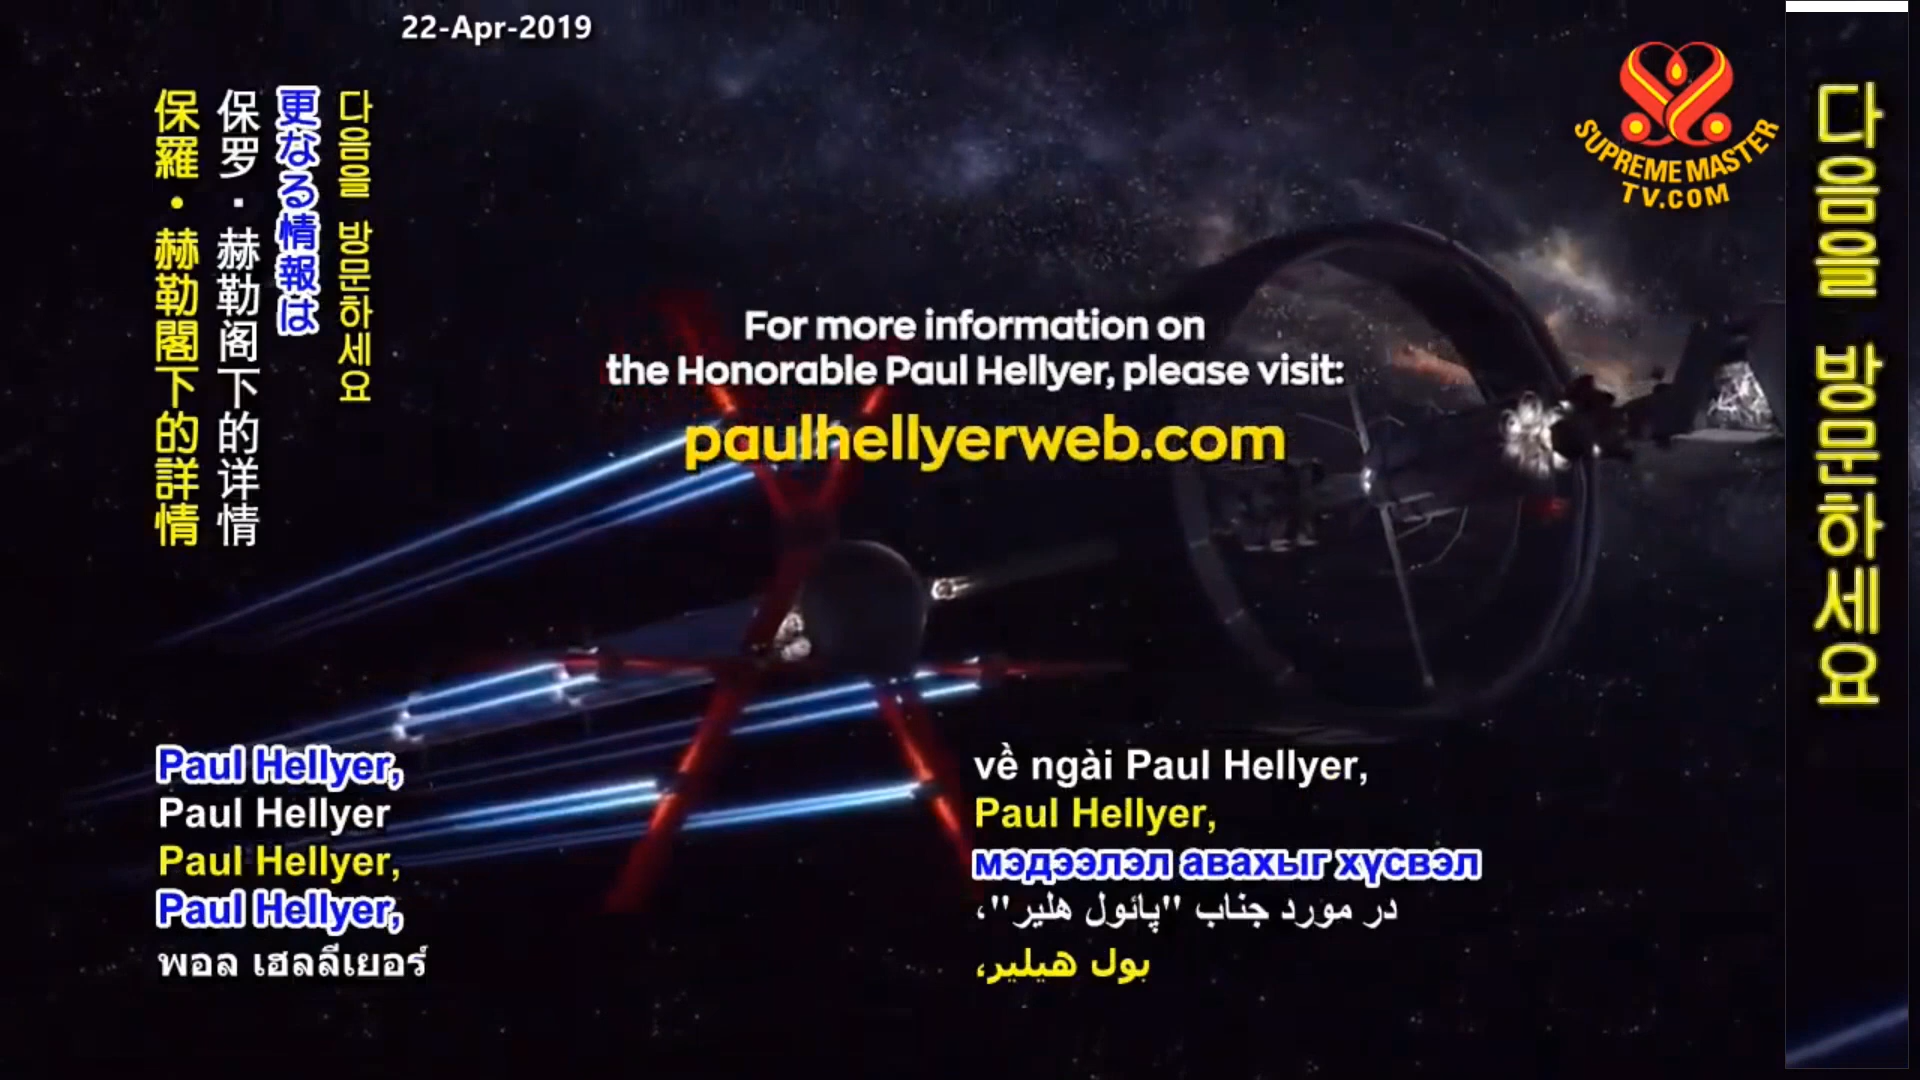 22-Apr-2019
保羅•赫勒閣下的詳情
保罗·赫勒阁下的详情
更なる情報は
다음을 방문하세요
SUPREME MASTER
TV.COM
다음을 방문하세요
For more information on
the Honorable Paul Hellyer, please visit:
paulhellyerweb.com
Paul Hellyer,
Paul Hellyer
Paul Hellyer,
Paul Hellyer,
พอล เฮลลีเยอร์
về ngài Paul Hellyer,
Paul Hellyer,
мэдээлэл авахыг хүсвэл
در مورد جناب "پائول هلیر"،
بول هيلير،